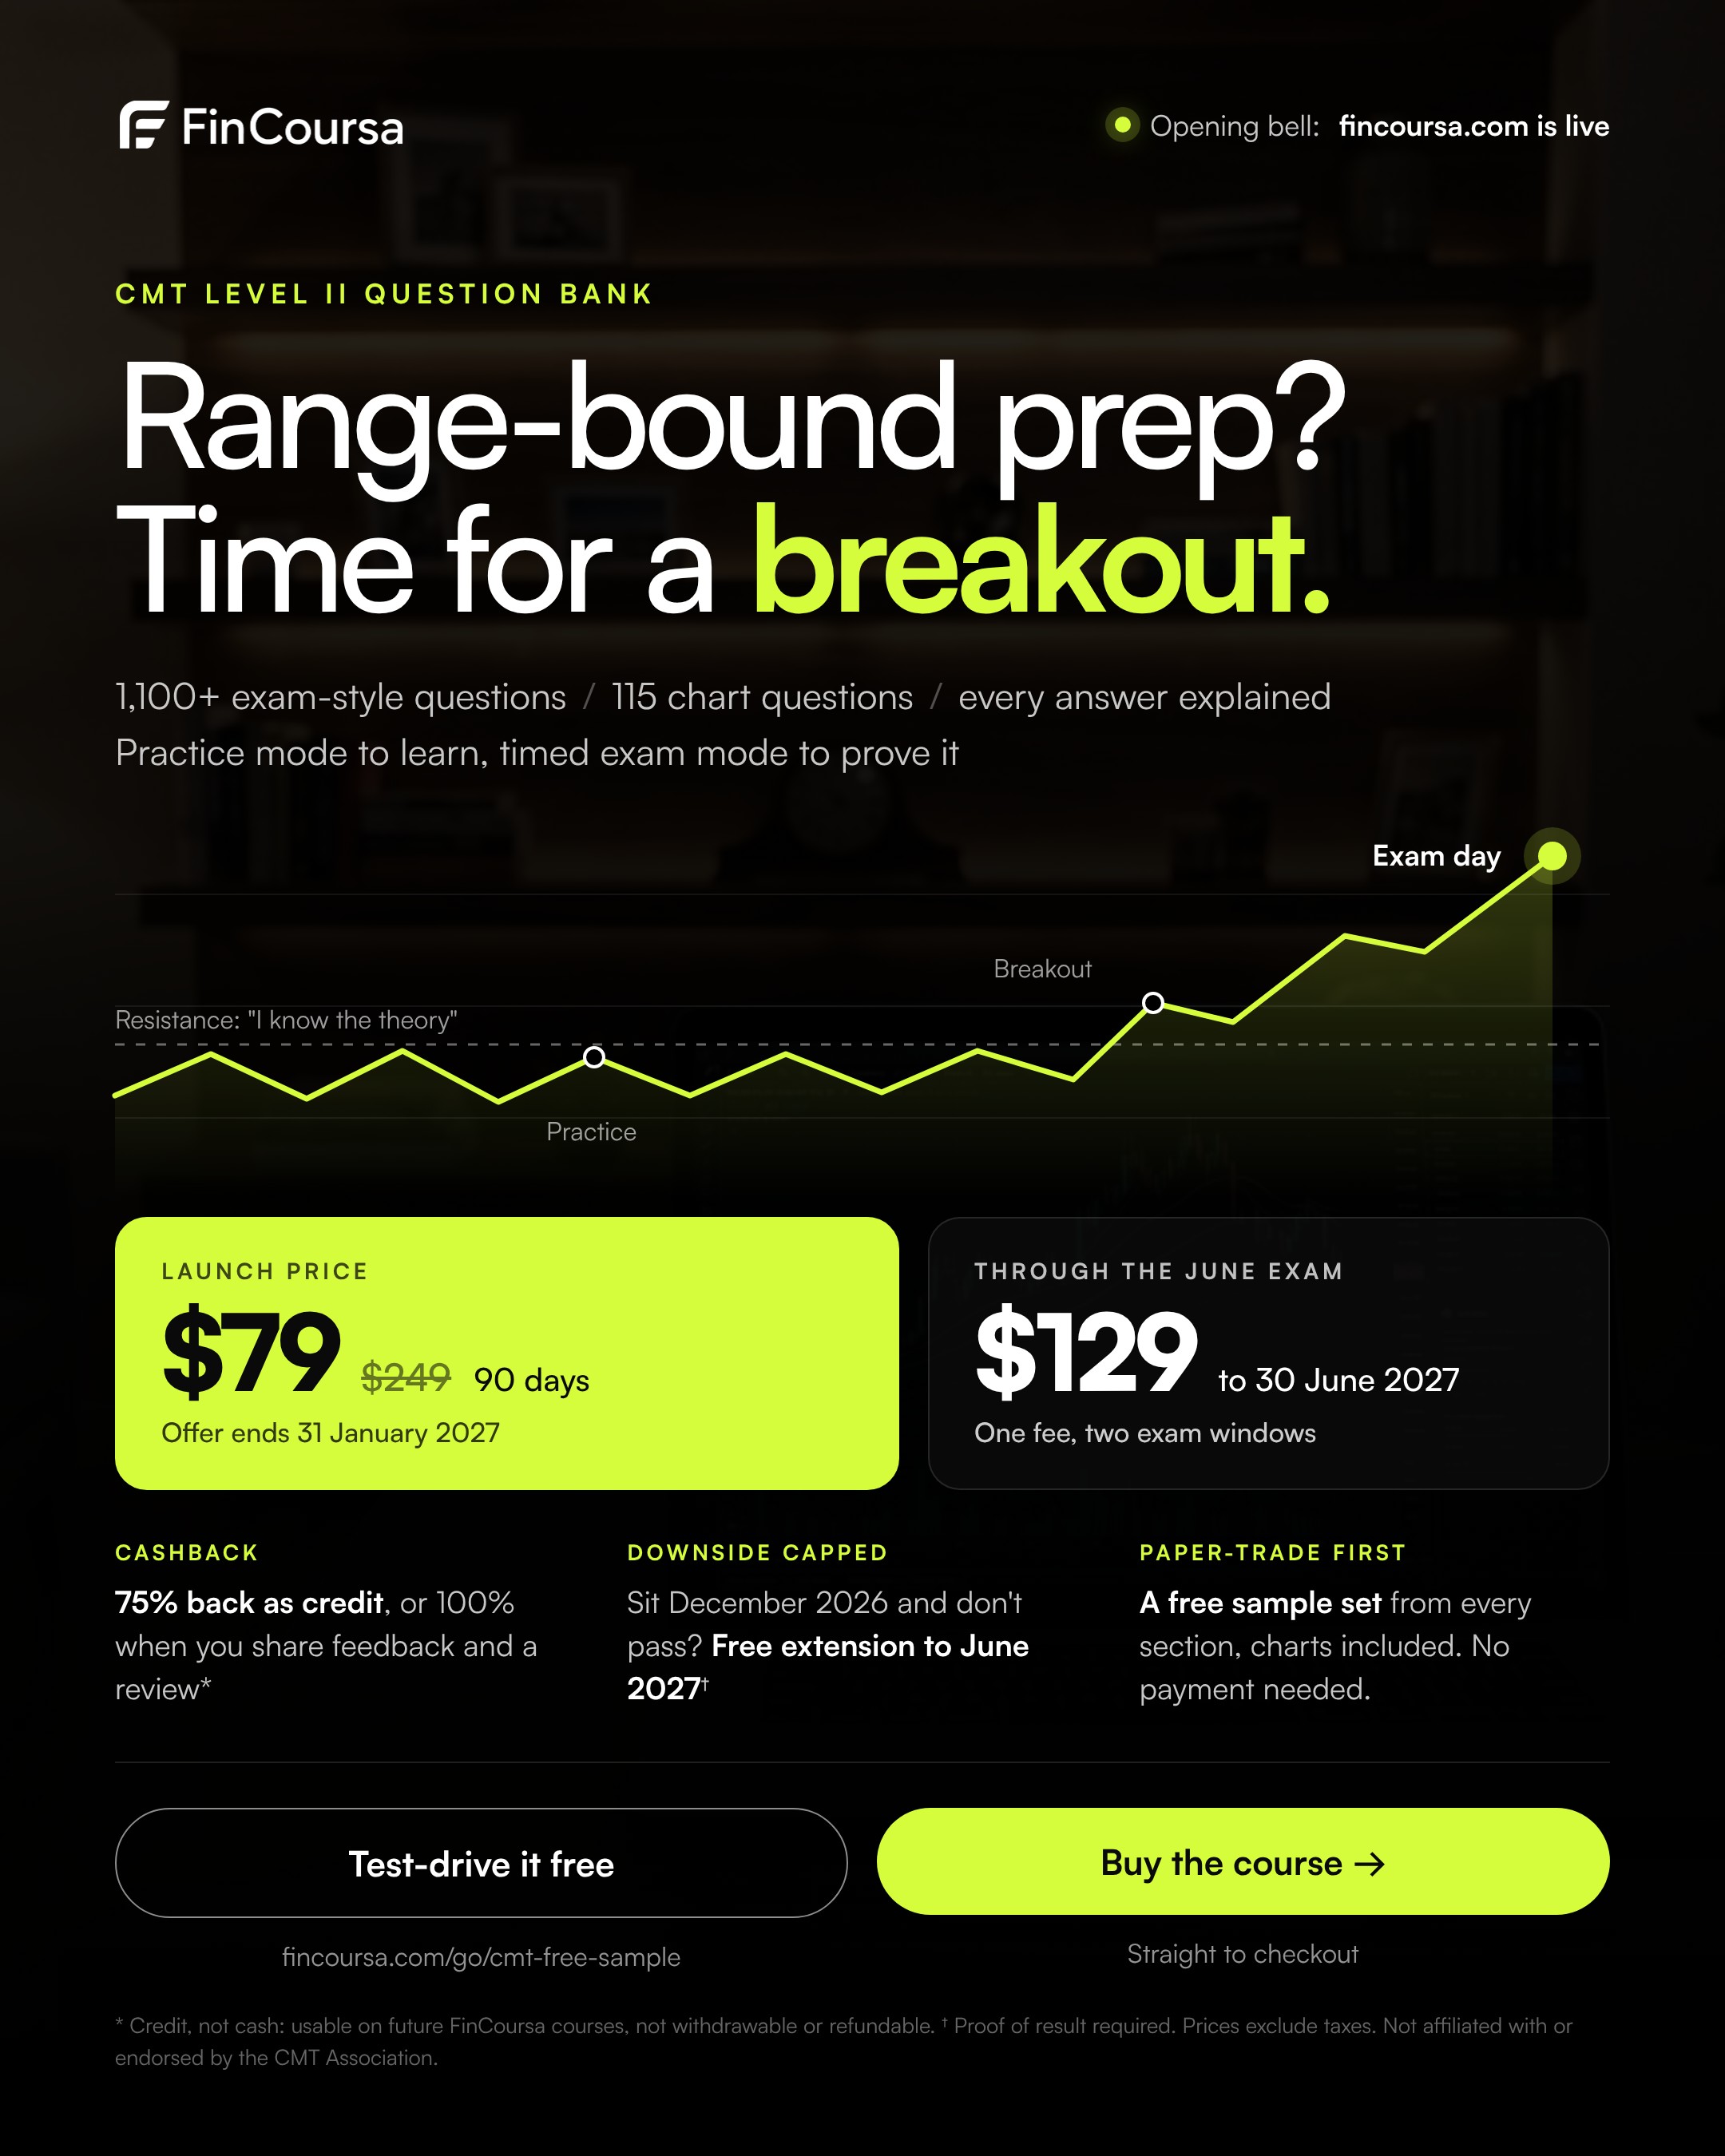 FinCoursa
Opening bell: fincoursa.com is live
CMT LEVEL II QUESTION BANK
Range-bound prep?
Time for a breakout.
1,100+ exam-style questions / 115 chart questions / every answer explained
Practice mode to learn, timed exam mode to prove it
Exam day
Breakout
Resistance: "I know the theory"
Practice
LAUNCH PRICE
$79 $249 90 days
Offer ends 31 January 2027
THROUGH THE JUNE EXAM
$129 to 30 June 2027
One fee, two exam windows
CASHBACK
75% back as credit, or 100%
when you share feedback and a
review*
DOWNSIDE CAPPED
Sit December 2026 and don't
pass? Free extension to June
2027†
PAPER-TRADE FIRST
A free sample set from every
section, charts included. No
payment needed.
Test-drive it free
fincoursa.com/go/cmt-free-sample
Buy the course →
Straight to checkout
* Credit, not cash: usable on future FinCoursa courses, not withdrawable or refundable. † Proof of result required. Prices exclude taxes. Not affiliated with or
endorsed by the CMT Association.